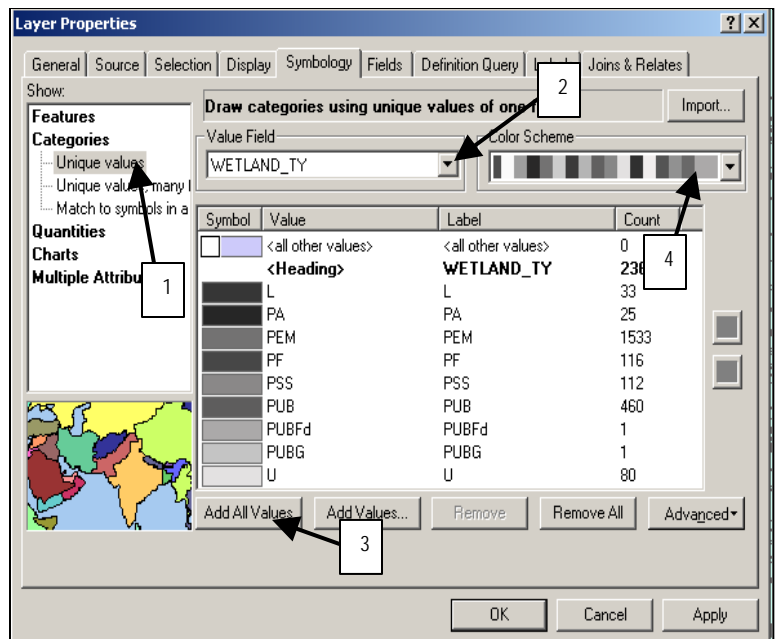 Layer Properties
General Source Selection Display Symbology Fields Definition Query Joins & Relates
Show:
Features
Categories
Unique values
Unique values, many
Match to symbols in a
Quantities
Charts
Multiple
1
Draw categories using unique values of one
Import...
2
Value Field
WETLAND_TY
Color Scheme
4
Symbol Value Label Count
<all other values> <all other values> 0
<Heading> WETLAND_TY
L L 33
PA PA 25
PEM PEM 1533
PF PF 116
PSS PSS 112
PUB PUB 460
PUBFd PUBFd 1
PUBG PUBG 1
U U 80
Add All Values Add Values... Remove Remove All Advanced
3
OK Cancel Apply